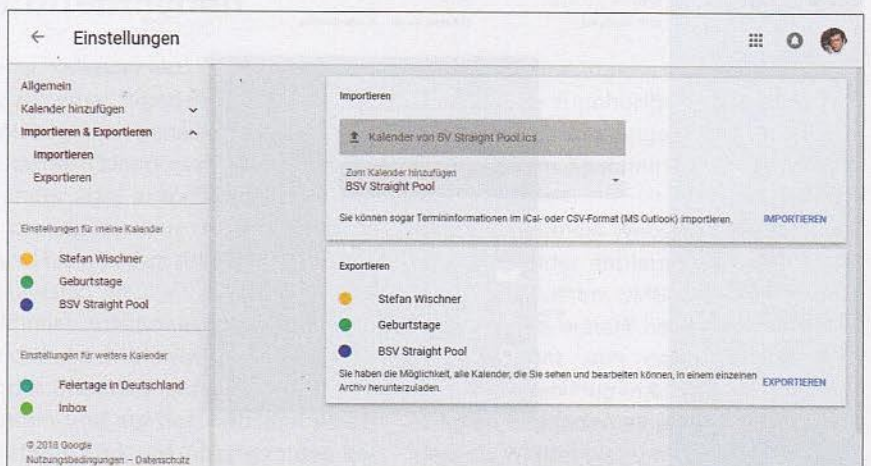 Einstellungen
Allgemein
Kalender hinzufügen
Importieren & Exportieren
Importieren
Exportieren
Einstellungen für meine Kalender
Stefan Wischner
Geburtstage
BSV Straight Pool
Einstellungen für weitere Kalender
Feiertage in Deutschland
Inbox
© 2018 Google
Nutzungsbedingungen – Datenschutz
Importieren
Kalender von BV Straight Pool.ics
Zum Kalender hinzufügen
BSV Straight Pool
Sie können sogar Termininformationen im iCal- oder CSV-Format (MS Outlook) importieren.
IMPORTIEREN
Exportieren
Stefan Wischner
Geburtstage
BSV Straight Pool
Sie haben die Möglichkeit, alle Kalender, die Sie sehen und bearbeiten können, in einem einzelnen
Archiv herunterzuladen.
EXPORTIEREN